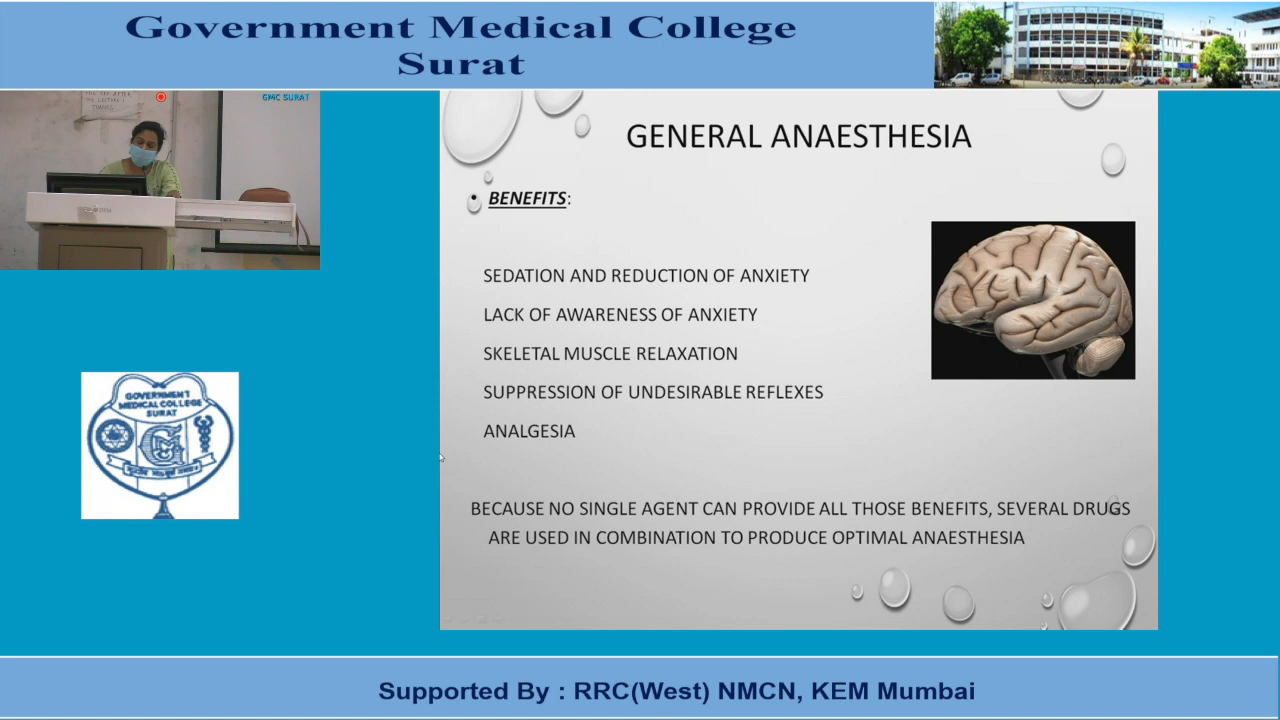 Government Medical College
Surat
GMC SURAT
GENERAL ANAESTHESIA
• BENEFITS:
SEDATION AND REDUCTION OF ANXIETY
LACK OF AWARENESS OF ANXIETY
SKELETAL MUSCLE RELAXATION
SUPPRESSION OF UNDESIRABLE REFLEXES
ANALGESIA
BECAUSE NO SINGLE AGENT CAN PROVIDE ALL THOSE BENEFITS, SEVERAL DRUGS
ARE USED IN COMBINATION TO PRODUCE OPTIMAL ANAESTHESIA
GOVERNMENT
MEDICAL COLLEGE
SURAT
Supported By : RRC(West) NMCN, KEM Mumbai